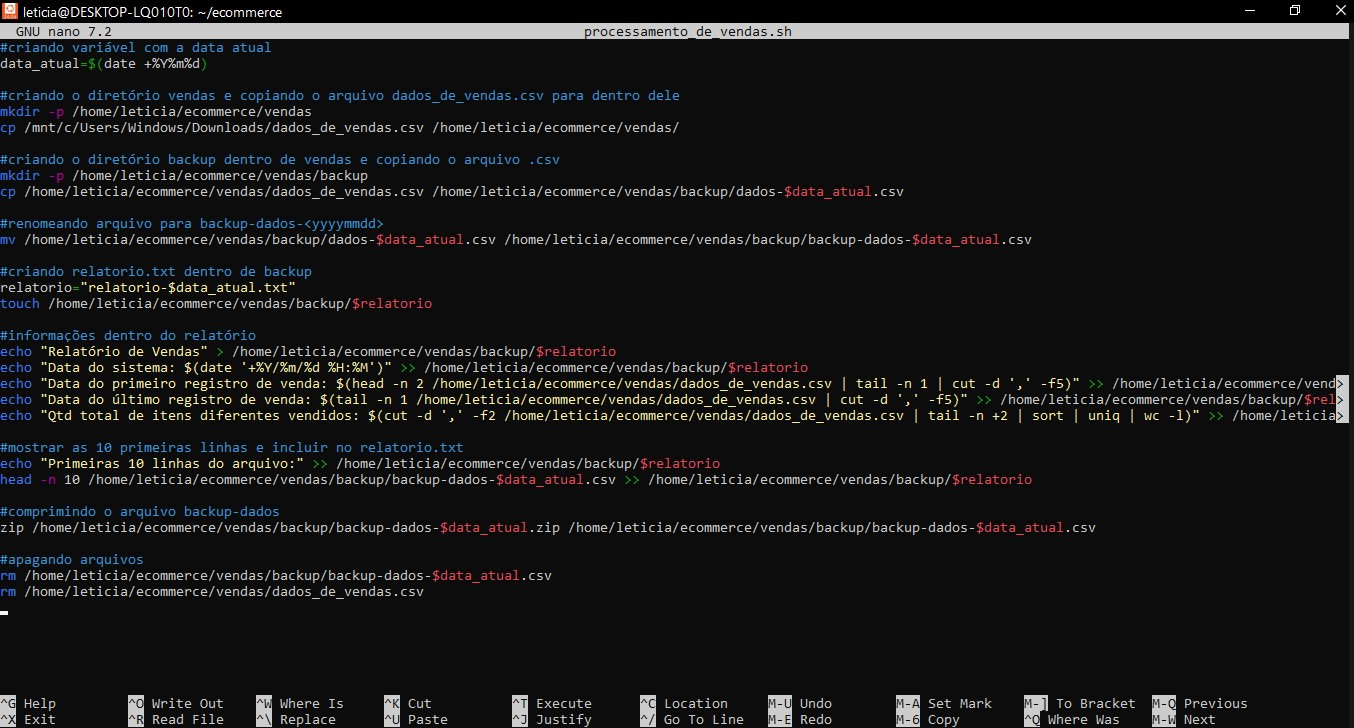 leticia@DESKTOP-LQ010T0: ~/ecommerce
GNU nano 7.2 processamento_de_vendas.sh
#criando variável com a data atual
data_atual=$(date +%Y%m%d)
#criando o diretório vendas e copiando o arquivo dados_de_vendas.csv para dentro dele
mkdir -p /home/leticia/ecommerce/vendas
cp /mnt/c/Users/Windows/Downloads/dados_de_vendas.csv /home/leticia/ecommerce/vendas/
#criando o diretório backup dentro de vendas e copiando o arquivo .csv
mkdir -p /home/leticia/ecommerce/vendas/backup
cp /home/leticia/ecommerce/vendas/dados_de_vendas.csv /home/leticia/ecommerce/vendas/backup/dados-$data_atual.csv
#renomeando arquivo para backup-dados-<yyyymmdd>
mv /home/leticia/ecommerce/vendas/backup/dados-$data_atual.csv /home/leticia/ecommerce/vendas/backup/backup-dados-$data_atual.csv
#criando relatorio.txt dentro de backup
relatorio="relatorio-$data_atual.txt"
touch /home/leticia/ecommerce/vendas/backup/$relatorio
#informações dentro do relatório
echo "Relatório de Vendas" > /home/leticia/ecommerce/vendas/backup/$relatorio
echo "Data do sistema: $(date '+%Y/%m/%d %H:%M')" >> /home/leticia/ecommerce/vendas/backup/$relatorio
echo "Data do primeiro registro de venda: $(head -n 2 /home/leticia/ecommerce/vendas/dados_de_vendas.csv | tail -n 1 | cut -d ',' -f5)" >> /home/leticia/ecommerce/vend>
echo "Data do último registro de venda: $(tail -n 1 /home/leticia/ecommerce/vendas/dados_de_vendas.csv | cut -d ',' -f5)" >> /home/leticia/ecommerce/vendas/backup/$rel>
echo "Qtd total de itens diferentes vendidos: $(cut -d ',' -f2 /home/leticia/ecommerce/vendas/dados_de_vendas.csv | tail -n +2 | sort | uniq | wc -l)" >> /home/leticia>
#mostrar as 10 primeiras linhas e incluir no relatorio.txt
echo "Primeiras 10 linhas do arquivo:" >> /home/leticia/ecommerce/vendas/backup/$relatorio
head -n 10 /home/leticia/ecommerce/vendas/backup/backup-dados-$data_atual.csv >> /home/leticia/ecommerce/vendas/backup/$relatorio
#comprimindo o arquivo backup-dados
zip /home/leticia/ecommerce/vendas/backup/backup-dados-$data_atual.zip /home/leticia/ecommerce/vendas/backup/backup-dados-$data_atual.csv
#apagando arquivos
rm /home/leticia/ecommerce/vendas/backup/backup-dados-$data_atual.csv
rm /home/leticia/ecommerce/vendas/dados_de_vendas.csv
^G Help ^O Write Out ^W Where Is ^K Cut ^T Execute ^C Location M-U Undo M-A Set Mark M-] To Bracket M-Q Previous
^X Exit ^R Read File ^\ Replace ^U Paste ^J Justify ^/ Go To Line M-E Redo M-6 Copy ^Q Where Was M-W Next